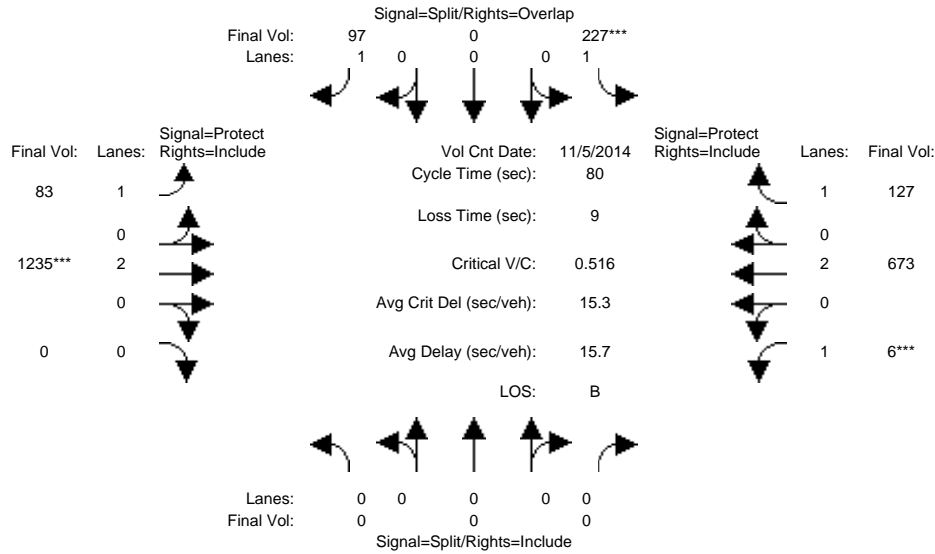 Signal=Split/Rights=Overlap
Final Vol: 97 0 227***
Lanes: 1 0 0 0 1
Signal=Protect Signal=Protect
Final Vol: Lanes: Rights=Include Vol Cnt Date: 11/5/2014 Rights=Include Lanes: Final Vol:
Cycle Time (sec): 80
83 1 1 127
Loss Time (sec): 9
0 0
1235*** 2 Critical V/C: 0.516 2 673
0 Avg Crit Del (sec/veh): 15.3 0
0 0 Avg Delay (sec/veh): 15.7 1 6***
LOS: B
Lanes: 0 0 0 0 0
Final Vol: 0 0 0
Signal=Split/Rights=Include